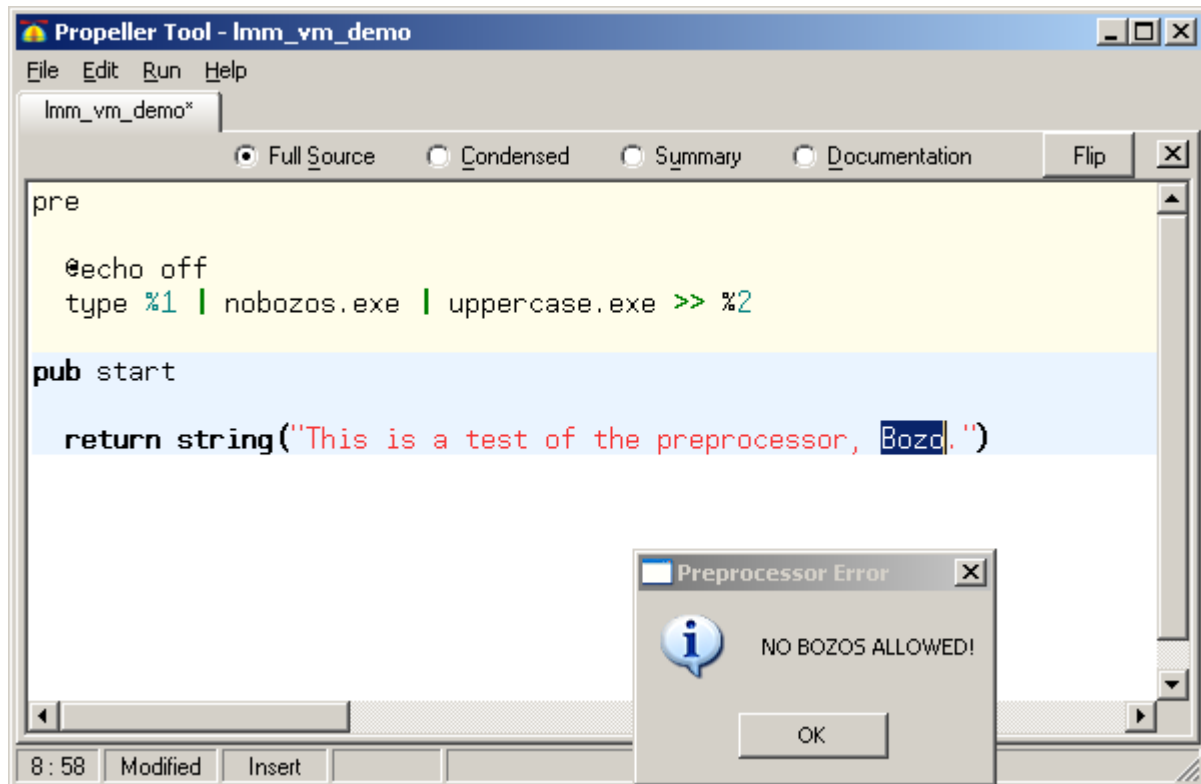 Propeller Tool - lmm_vm_demo
File Edit Run Help
lmm_vm_demo*
Full Source Condensed Summary Documentation Flip
pre
@echo off
type %1 | nobozos.exe | uppercase.exe >> %2
pub start
return string("This is a test of the preprocessor, Bozo.")
Preprocessor Error
NO BOZOS ALLOWED!
OK
8 : 58 Modified Insert